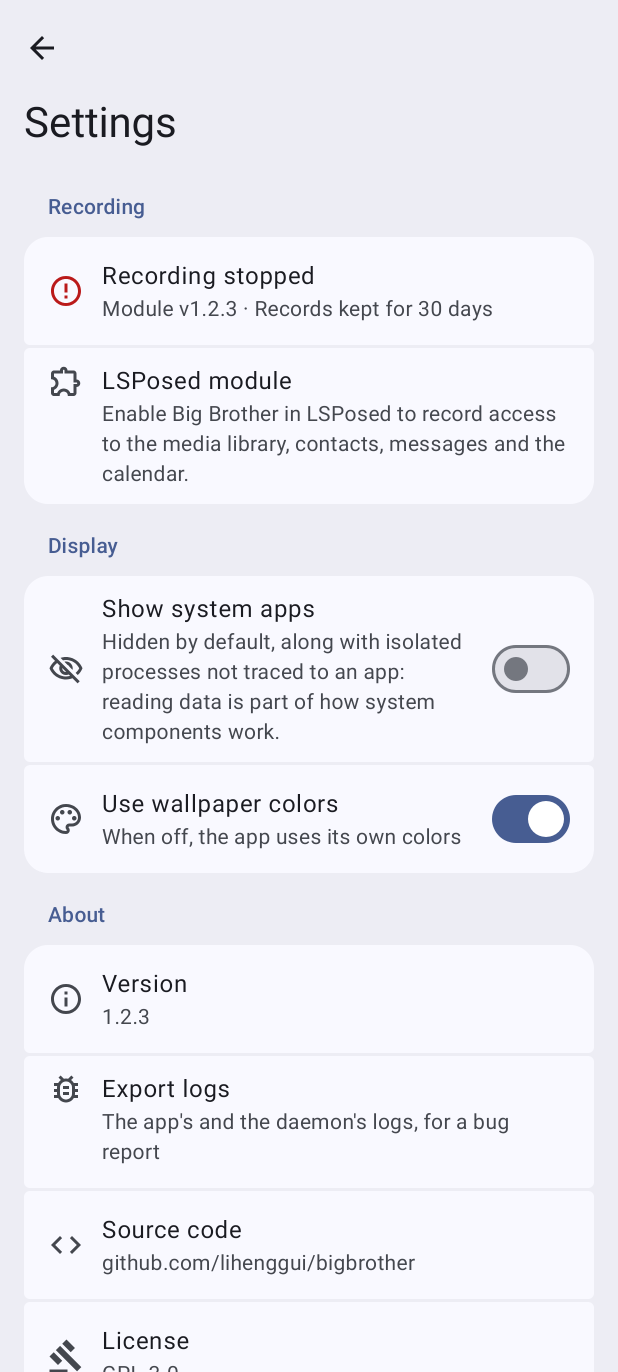 Settings
Recording
Recording stopped
Module v1.2.3 · Records kept for 30 days
LSPosed module
Enable Big Brother in LSPosed to record access
to the media library, contacts, messages and the
calendar.
Display
Show system apps
Hidden by default, along with isolated
processes not traced to an app:
reading data is part of how system
components work.
Use wallpaper colors
When off, the app uses its own colors
About
Version
1.2.3
Export logs
The app's and the daemon's logs, for a bug
report
Source code
github.com/lihenggui/bigbrother
License